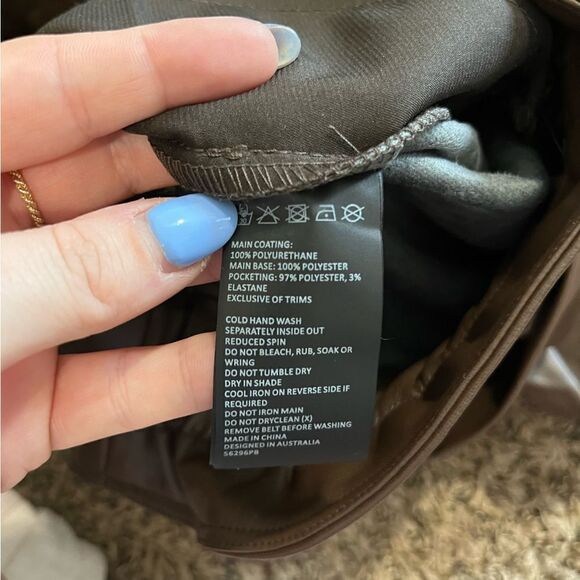 MAIN COATING:
100% POLYURETHANE
MAIN BASE: 100% POLYESTER
POCKETING: 97% POLYESTER, 3%
ELASTANE
EXCLUSIVE OF TRIMS
COLD HAND WASH
SEPARATELY INSIDE OUT
REDUCED SPIN
DO NOT BLEACH, RUB, SOAK OR
WRING
DO NOT TUMBLE DRY
DRY IN SHADE
COOL IRON ON REVERSE SIDE IF
REQUIRED
DO NOT IRON MAIN
DO NOT DRYCLEAN (X)
REMOVE BELT BEFORE WASHING
MADE IN CHINA
DESIGNED IN AUSTRALIA
56296PB